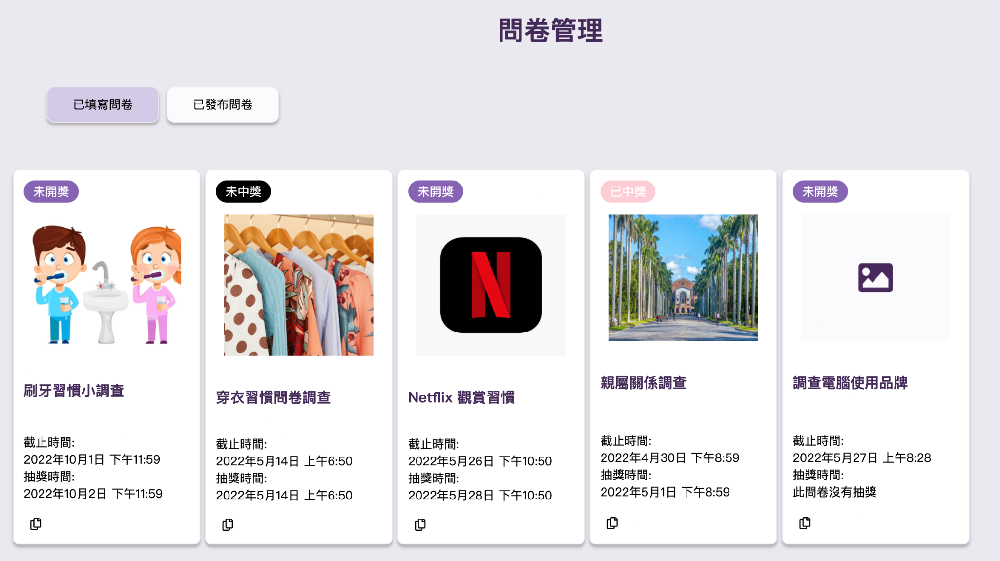 問卷管理
已填寫問卷
已發布問卷
未開獎
刷牙習慣小調查
截止時間:
2022年10月1日 下午11:59
抽獎時間:
2022年10月2日 下午11:59
未中獎
穿衣習慣問卷調查
截止時間:
2022年5月14日 上午6:50
抽獎時間:
2022年5月14日 上午6:50
未開獎
N
Netflix 觀賞習慣
截止時間:
2022年5月26日 下午10:50
抽獎時間:
2022年5月28日 下午10:50
已中獎
親屬關係調查
截止時間:
2022年4月30日 下午8:59
抽獎時間:
2022年5月1日 下午8:59
未開獎
調查電腦使用品牌
截止時間:
2022年5月27日 上午8:28
抽獎時間:
此問卷沒有抽獎